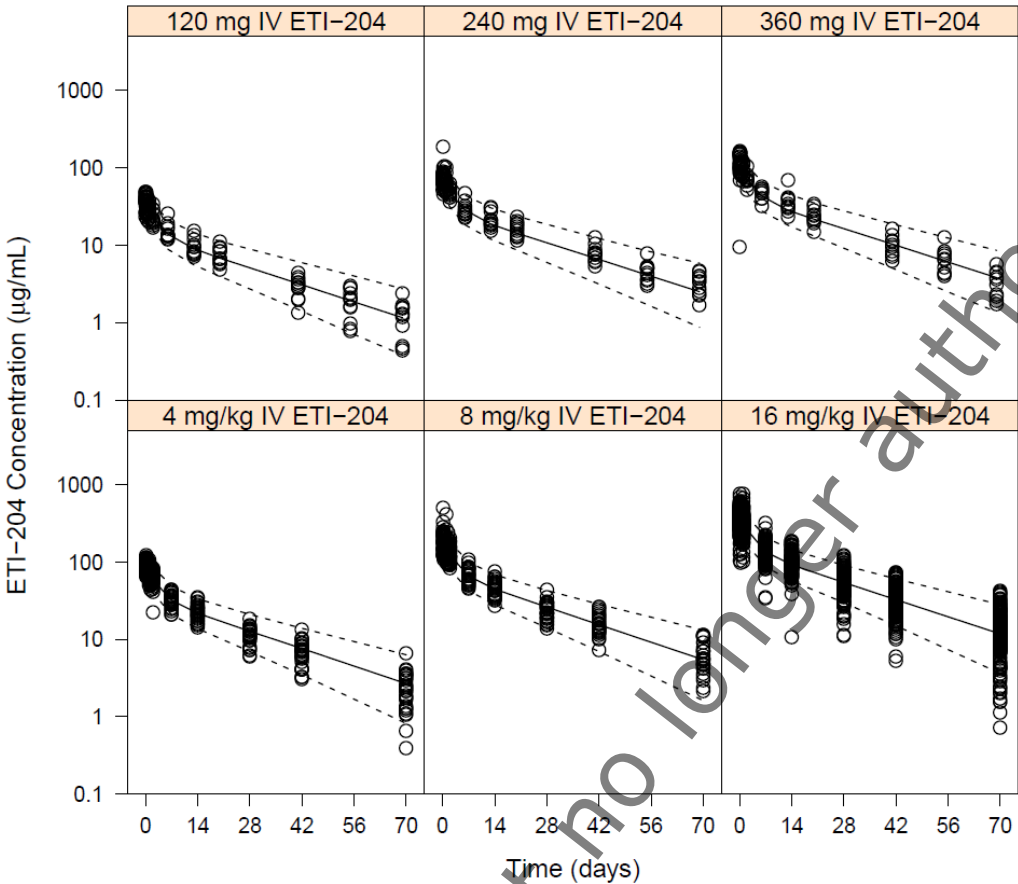 120 mg IV ETI−204
240 mg IV ETI−204
360 mg IV ETI−204
1000
100
10
1
0.1
4 mg/kg IV ETI−204
8 mg/kg IV ETI−204
16 mg/kg IV ETI−204
1000
100
10
1
0.1
0 14 28 42 56 70
0 14 28 42 56 70
0 14 28 42 56 70
Time (days)
ETI−204 Concentration (µg/mL)
no longer autho